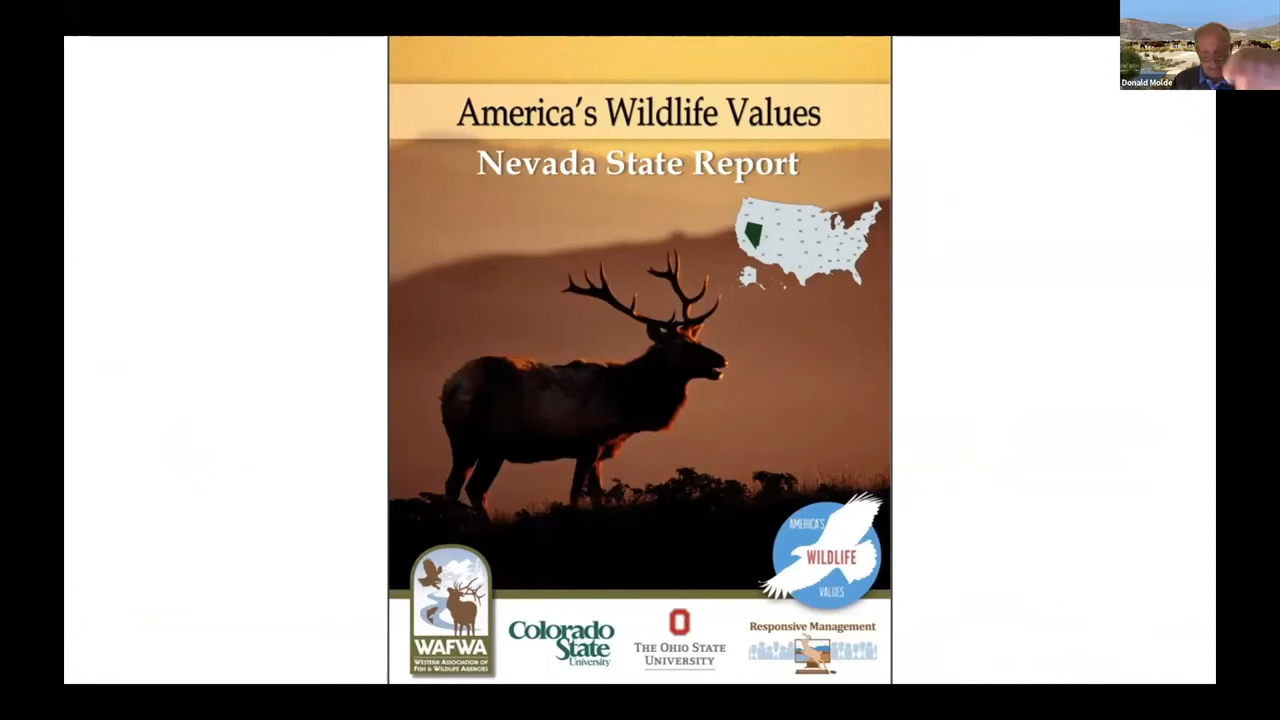 Donald Molde
America's Wildlife Values
Nevada State Report
AMERICA'S
WILDLIFE
VALUES
WAFWA
WESTERN ASSOCIATION OF
FISH & WILDLIFE AGENCIES
Colorado
State
University
THE OHIO STATE
UNIVERSITY
Responsive Management